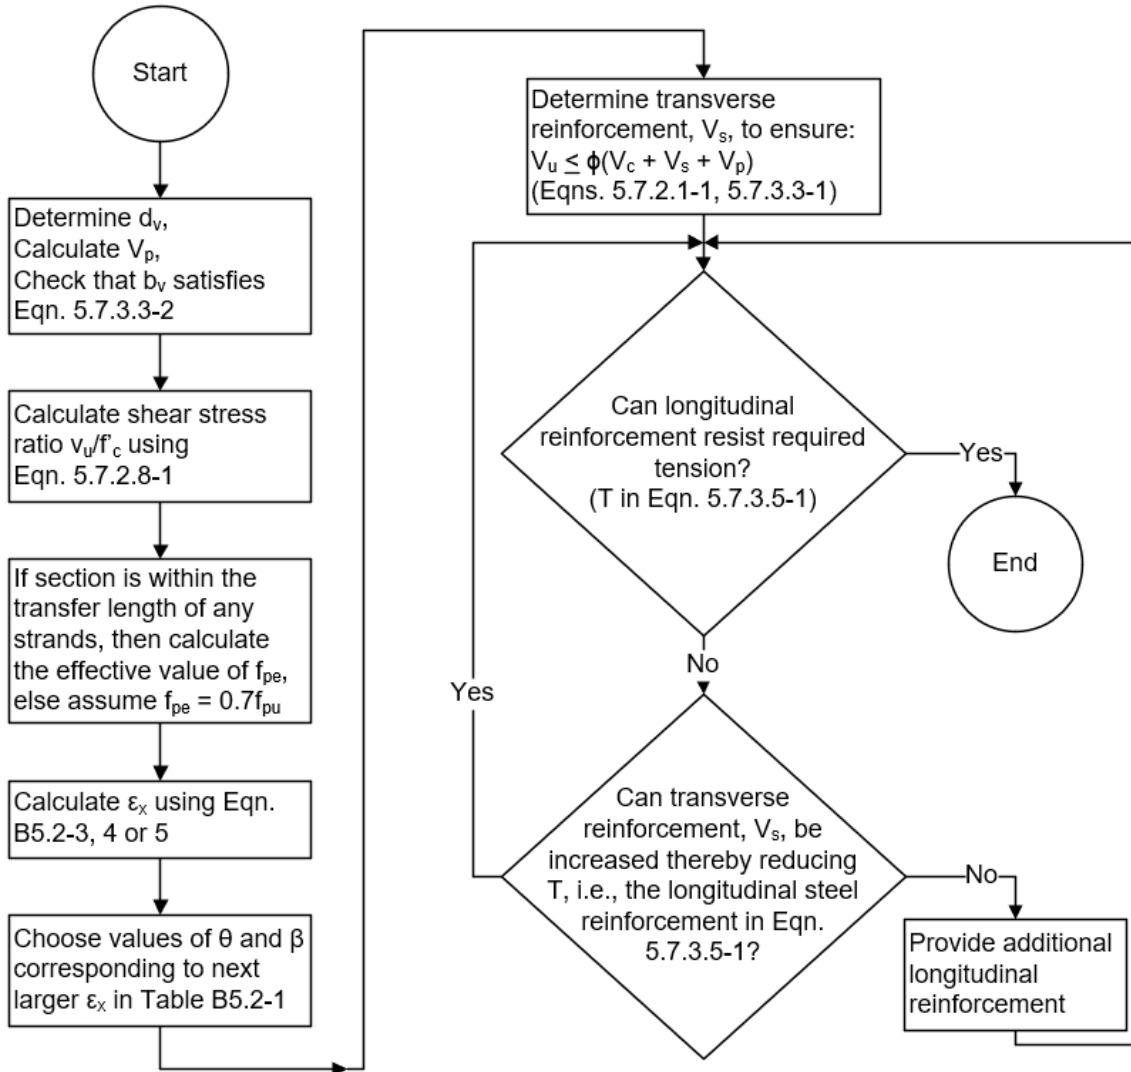 Start
Determine dᵥ,
Calculate Vₚ,
Check that bᵥ satisfies
Eqn. 5.7.3.3-2
Calculate shear stress
ratio vᵤ/f'c using
Eqn. 5.7.2.8-1
If section is within the
transfer length of any
strands, then calculate
the effective value of fpe,
else assume fpe = 0.7fpu
Calculate εₓ using Eqn.
B5.2-3, 4 or 5
Choose values of θ and β
corresponding to next
larger εₓ in Table B5.2-1
Determine transverse
reinforcement, Vₛ, to ensure:
Vᵤ ≤ ϕ(Vc + Vₛ + Vₚ)
(Eqns. 5.7.2.1-1, 5.7.3.3-1)
Can longitudinal
reinforcement resist required
tension?
(T in Eqn. 5.7.3.5-1)
Yes
End
No
Yes
Can transverse
reinforcement, Vₛ, be
increased thereby reducing
T, i.e., the longitudinal steel
reinforcement in Eqn.
5.7.3.5-1?
No
Provide additional
longitudinal
reinforcement